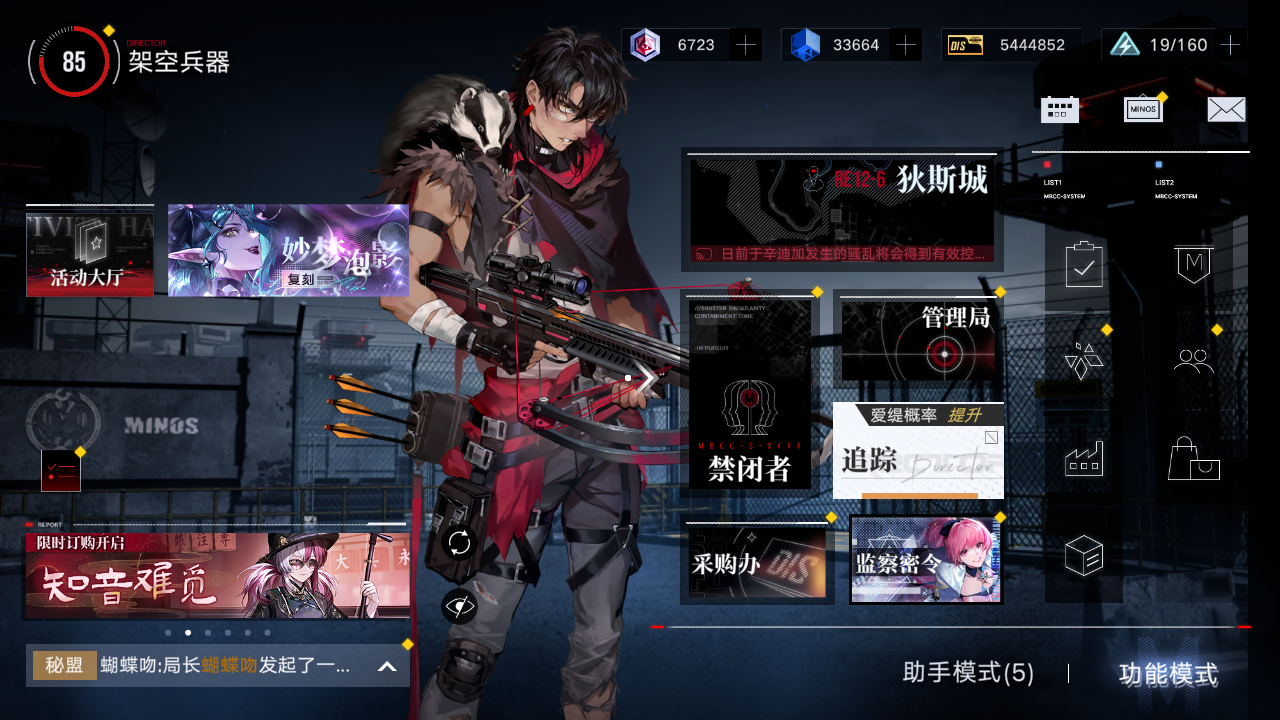 85
DIRECTOR
架空兵器
6723
33664
DIS
5444852
19/160
MINOS
LIST1
MBCC-SYSTEM
LIST2
MBCC-SYSTEM
RE12-6
狄斯城
日前于辛迪加发生的骚乱将会得到有效控...
活动大厅
妙梦泡影
复刻
///SINISTER SINGULARITY
CONTAINMENT ZONE
-IN PURSUIT
禁闭者
管理局
爱缇概率 提升
追踪
Director
MINOS
REPORT
限时订购开启
知音难觅
采购办
DIS
监察密令
秘盟
蝴蝶吻:局长蝴蝶吻发起了一...
助手模式(5)
功能模式